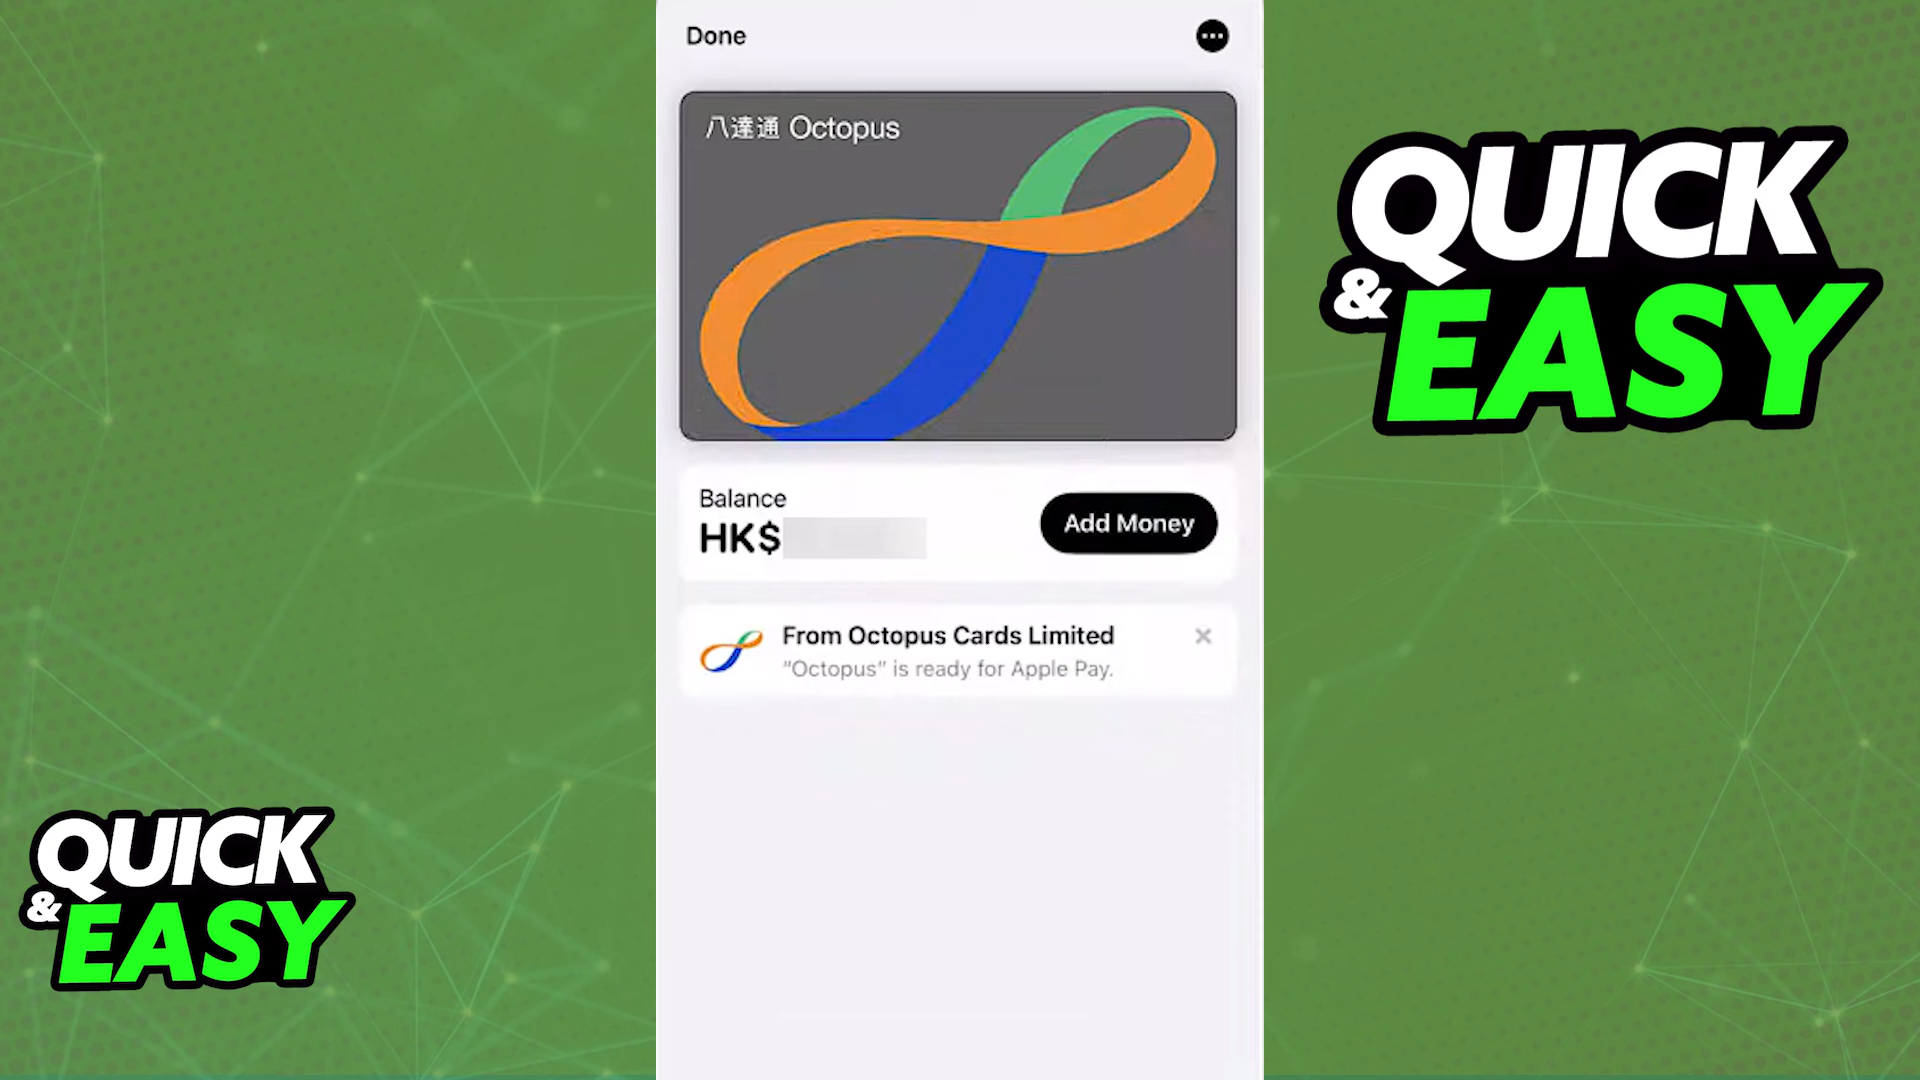 Done
八達通 Octopus
Balance
HK$
Add Money
From Octopus Cards Limited
"Octopus" is ready for Apple Pay.
QUICK
& EASY
QUICK
& EASY